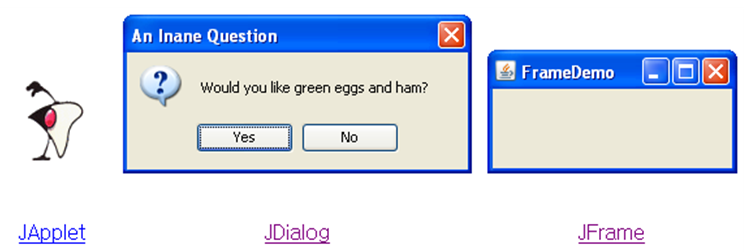 An Inane Question
Would you like green eggs and ham?
Yes No
FrameDemo
JApplet JDialog JFrame